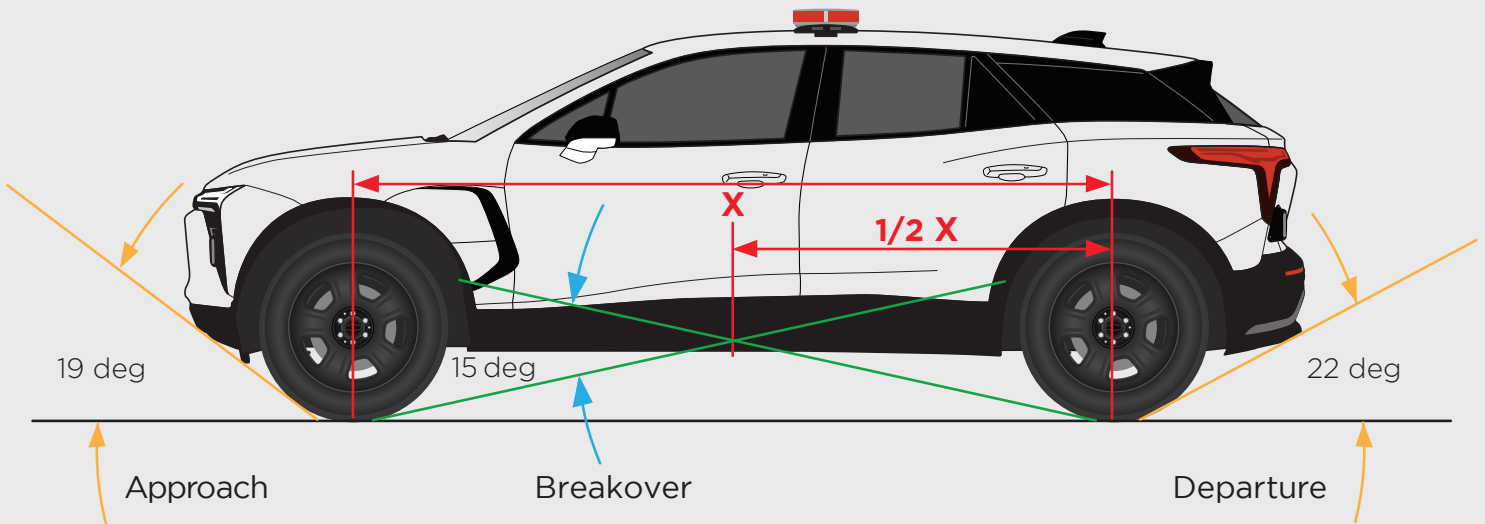 X
1/2 X
19 deg
15 deg
22 deg
Approach
Breakover
Departure